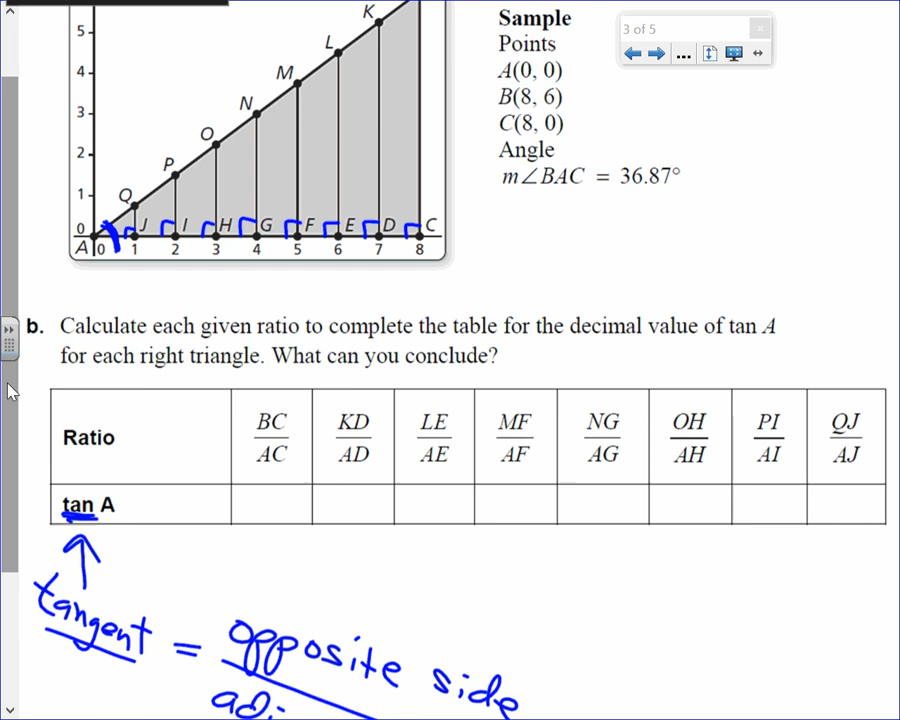 K
5
L
4
M
3
N
O
2
P
1
Q
0 J I H G F E D C
A 0 1 2 3 4 5 6 7 8
Sample
Points
A(0, 0)
B(8, 6)
C(8, 0)
Angle
m∠BAC = 36.87°
3 of 5
b. Calculate each given ratio to complete the table for the decimal value of tan A
for each right triangle. What can you conclude?
Ratio BC/AC KD/AD LE/AE MF/AF NG/AG OH/AH PI/AI QJ/AJ
tan A
tangent = opposite side
adj